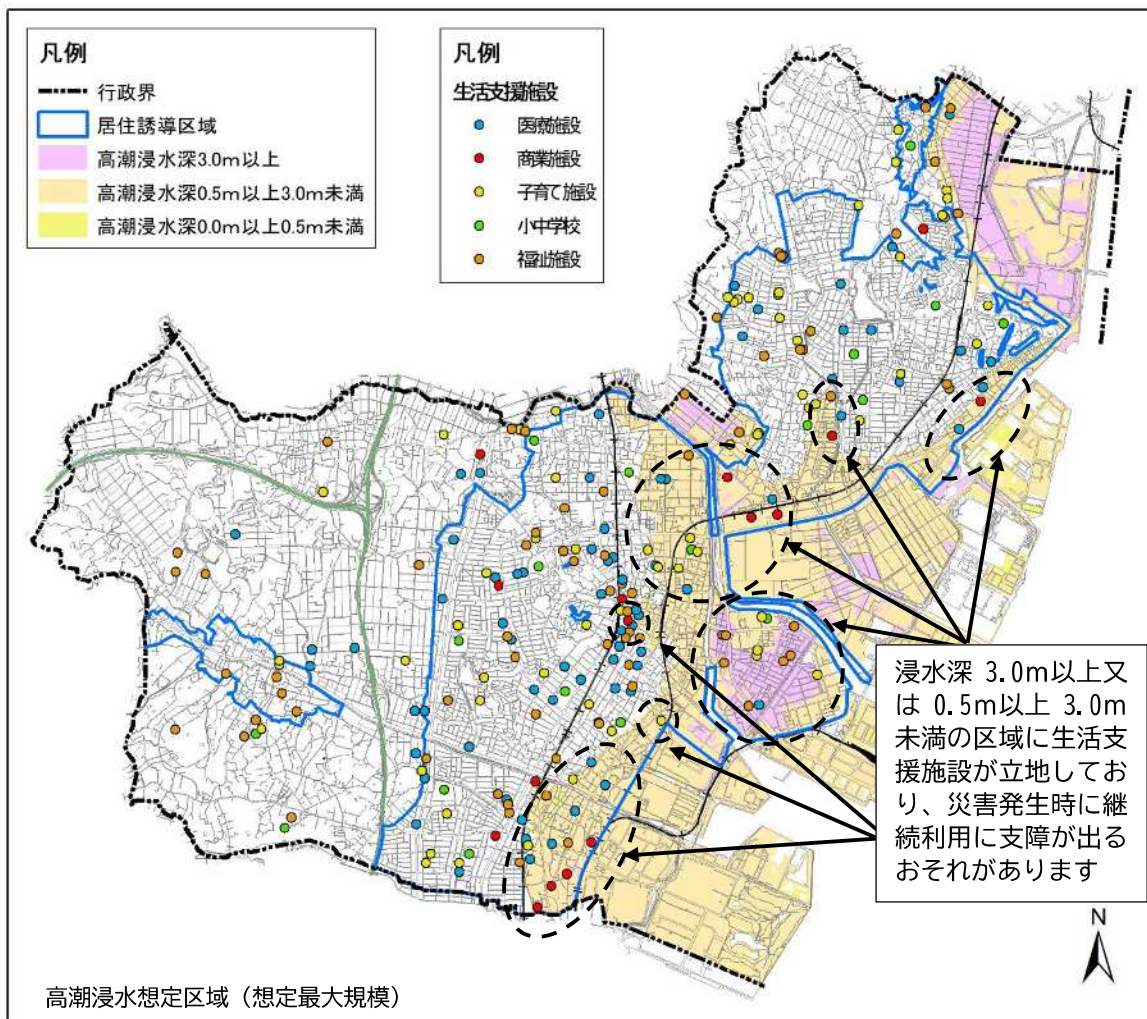 凡例
行政界
居住誘導区域
高潮浸水深3.0m以上
高潮浸水深0.5m以上3.0m未満
高潮浸水深0.0m以上0.5m未満
凡例
生活支援施設
医療施設
商業施設
子育て施設
小中学校
福祉施設
浸水深 3.0m以上又
は 0.5m以上 3.0m
未満の区域に生活支
援施設が立地してお
り、災害発生時に継
続利用に支障が出る
おそれがあります
N
高潮浸水想定区域（想定最大規模）